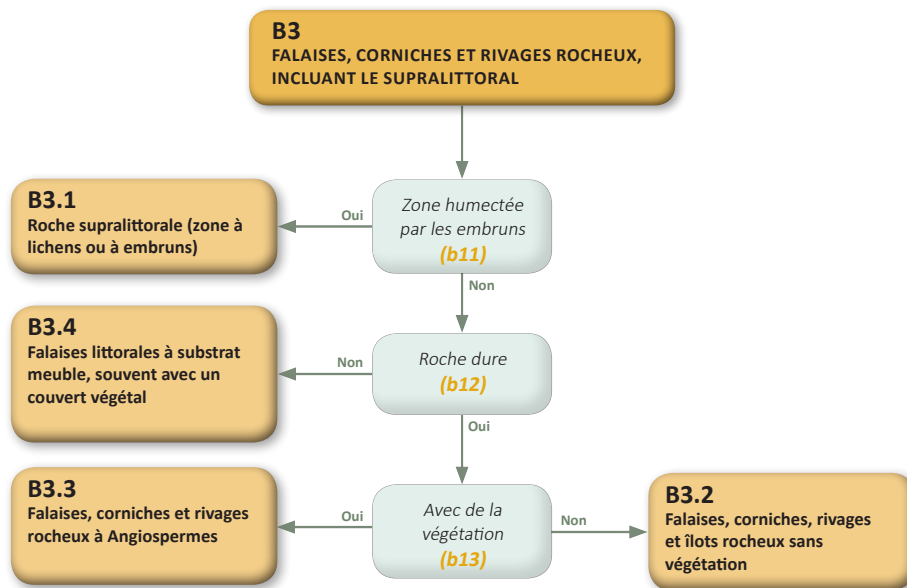 B3
FALAISES, CORNICHES ET RIVAGES ROCHEUX,
INCLUANT LE SUPRALITTORAL
B3.1
Roche supralittorale (zone à
lichens ou à embruns)
Oui
Zone humectée
par les embruns
(b11)
Non
B3.4
Falaises littorales à substrat
meuble, souvent avec un
couvert végétal
Non
Roche dure
(b12)
Oui
B3.3
Falaises, corniches et rivages
rocheux à Angiospermes
Oui
Avec de la
végétation
(b13)
Non
B3.2
Falaises, corniches, rivages
et îlots rocheux sans
végétation